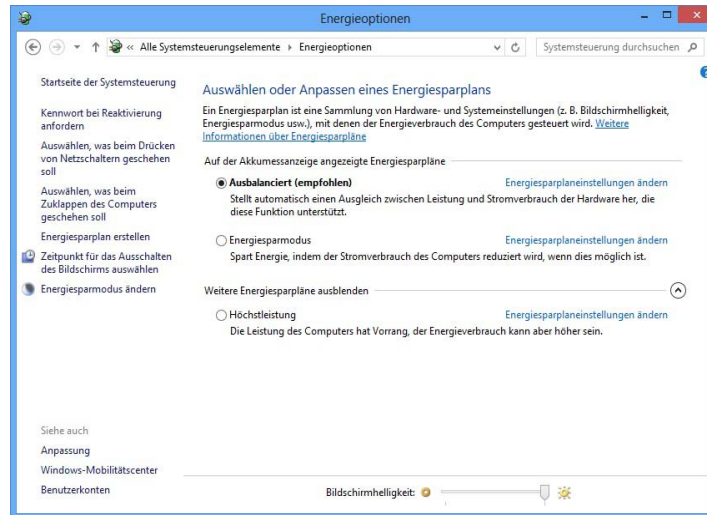 Energieoptionen
« Alle Systemsteuerungselemente Energieoptionen
Systemsteuerung durchsuchen
Startseite der Systemsteuerung
Kennwort bei Reaktivierung
anfordern
Auswählen, was beim Drücken
von Netzschaltern geschehen
soll
Auswählen, was beim
Zuklappen des Computers
geschehen soll
Energiesparplan erstellen
Zeitpunkt für das Ausschalten
des Bildschirms auswählen
Energiesparmodus ändern
Auswählen oder Anpassen eines Energiesparplans
Ein Energiesparplan ist eine Sammlung von Hardware- und Systemeinstellungen (z. B. Bildschirmhelligkeit,
Energiesparmodus usw.), mit denen der Energieverbrauch des Computers gesteuert wird. Weitere
Informationen über Energiesparpläne
Auf der Akkumessanzeige angezeigte Energiesparpläne
Ausbalanciert (empfohlen) Energiesparplaneinstellungen ändern
Stellt automatisch einen Ausgleich zwischen Leistung und Stromverbrauch der Hardware her, die
diese Funktion unterstützt.
Energiesparmodus Energiesparplaneinstellungen ändern
Spart Energie, indem der Stromverbrauch des Computers reduziert wird, wenn dies möglich ist.
Weitere Energiesparpläne ausblenden
Höchstleistung Energiesparplaneinstellungen ändern
Die Leistung des Computers hat Vorrang, der Energieverbrauch kann aber höher sein.
Siehe auch
Anpassung
Windows-Mobilitätscenter
Benutzerkonten
Bildschirmhelligkeit: